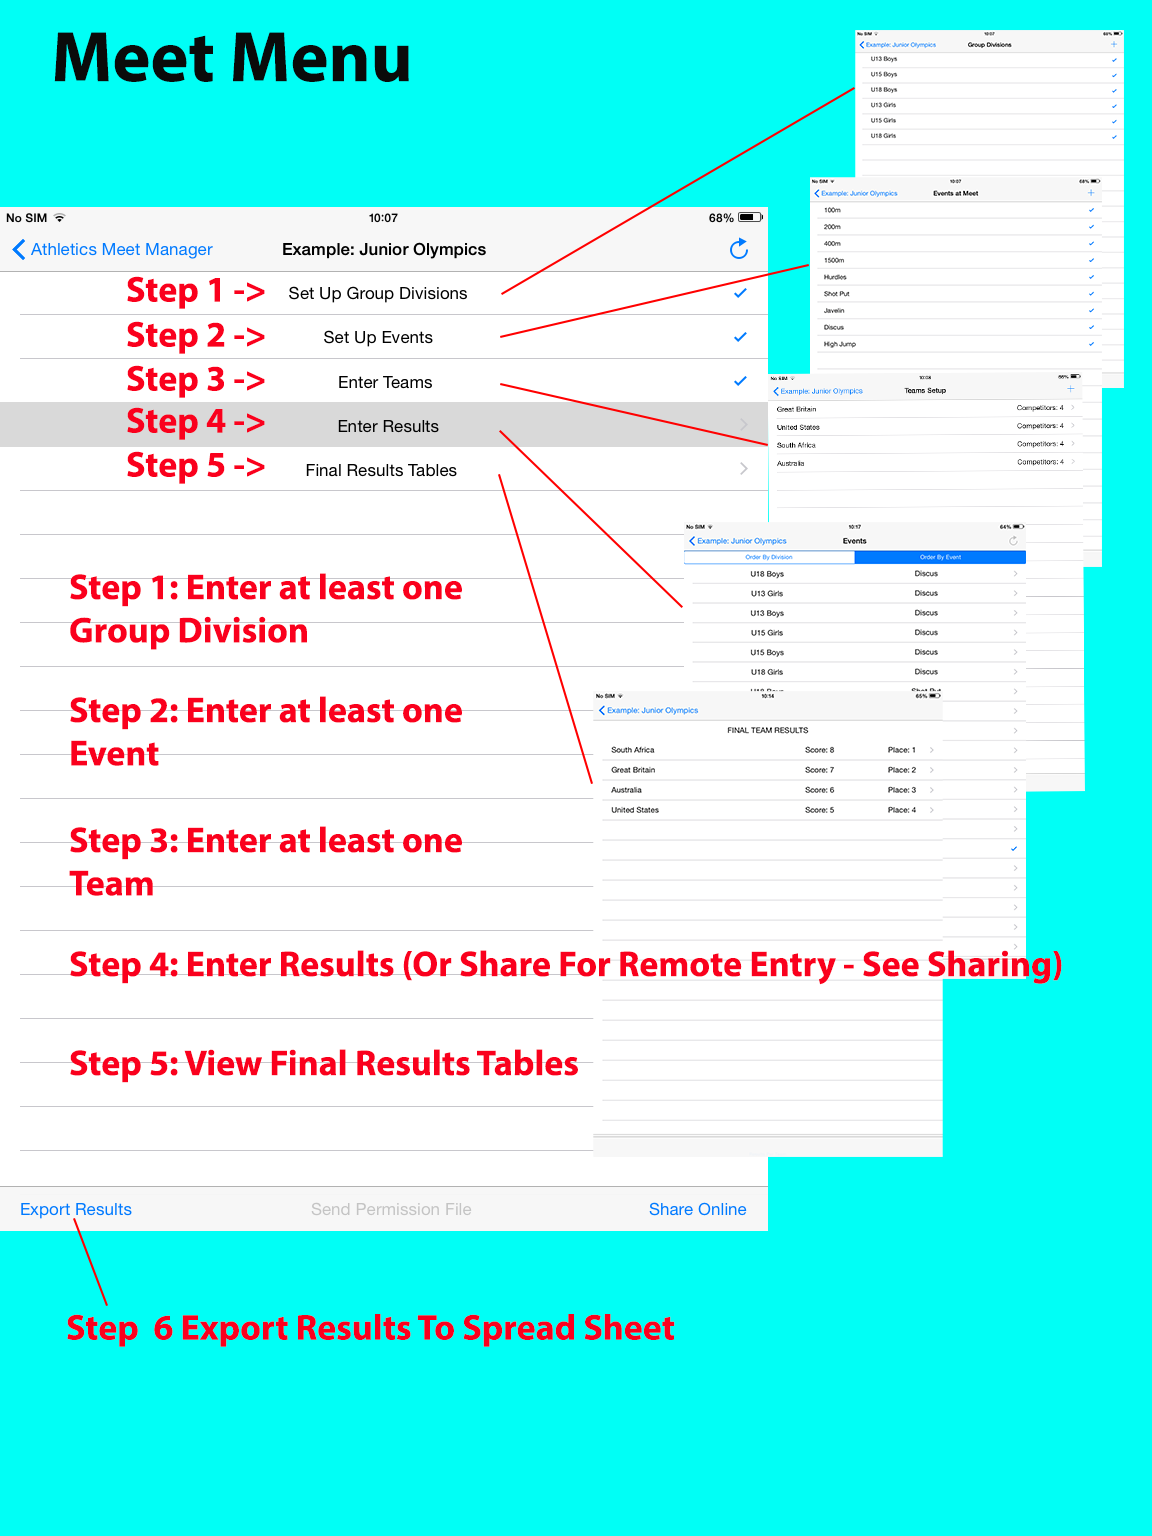 Meet Menu
No SIM 10:07 68%
Example: Junior Olympics Group Divisions +
U13 Boys
U15 Boys
U18 Boys
U13 Girls
U15 Girls
U18 Girls
No SIM 10:07 68%
Example: Junior Olympics Events at Meet +
100m
200m
400m
1500m
Hurdles
Shot Put
Javelin
Discus
High Jump
No SIM 10:07 68%
Athletics Meet Manager Example: Junior Olympics
Step 1 -> Set Up Group Divisions
Step 2 -> Set Up Events
Step 3 -> Enter Teams
Step 4 -> Enter Results
Step 5 -> Final Results Tables
No SIM 10:08 66%
Example: Junior Olympics Teams Setup +
Great Britain Competitors: 4
United States Competitors: 4
South Africa Competitors: 4
Australia Competitors: 4
No SIM 10:17 64%
Example: Junior Olympics Events
Order By Division Order By Event
U18 Boys Discus
U13 Girls Discus
U13 Boys Discus
U15 Girls Discus
U15 Boys Discus
U18 Girls Discus
No SIM 10:14 65%
Example: Junior Olympics
FINAL TEAM RESULTS
South Africa Score: 8 Place: 1
Great Britain Score: 7 Place: 2
Australia Score: 6 Place: 3
United States Score: 5 Place: 4
Step 1: Enter at least one
Group Division
Step 2: Enter at least one
Event
Step 3: Enter at least one
Team
Step 4: Enter Results (Or Share For Remote Entry - See Sharing)
Step 5: View Final Results Tables
Export Results Send Permission File Share Online
Step 6 Export Results To Spread Sheet